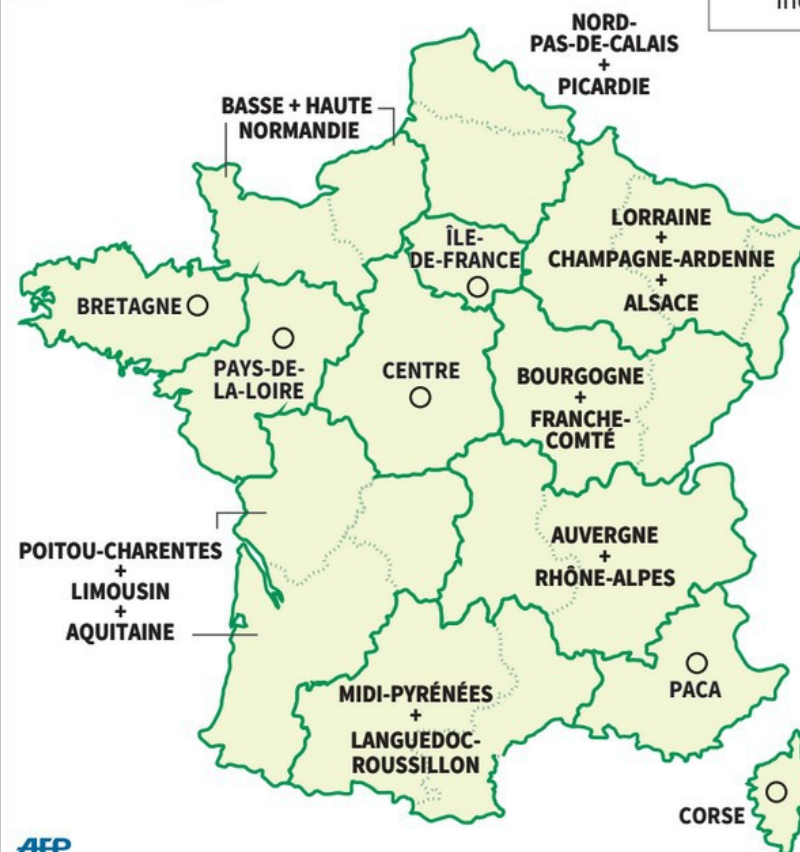 NORD-
PAS-DE-CALAIS
+
PICARDIE
BASSE + HAUTE
NORMANDIE
LORRAINE
+
CHAMPAGNE-ARDENNE
+
ALSACE
ÎLE-
DE-FRANCE
BRETAGNE
PAYS-DE-
LA-LOIRE
CENTRE
BOURGOGNE
+
FRANCHE-
COMTÉ
POITOU-CHARENTES
+
LIMOUSIN
+
AQUITAINE
AUVERGNE
+
RHÔNE-ALPES
PACA
MIDI-PYRÉNÉES
+
LANGUEDOC-
ROUSSILLON
CORSE
AFP